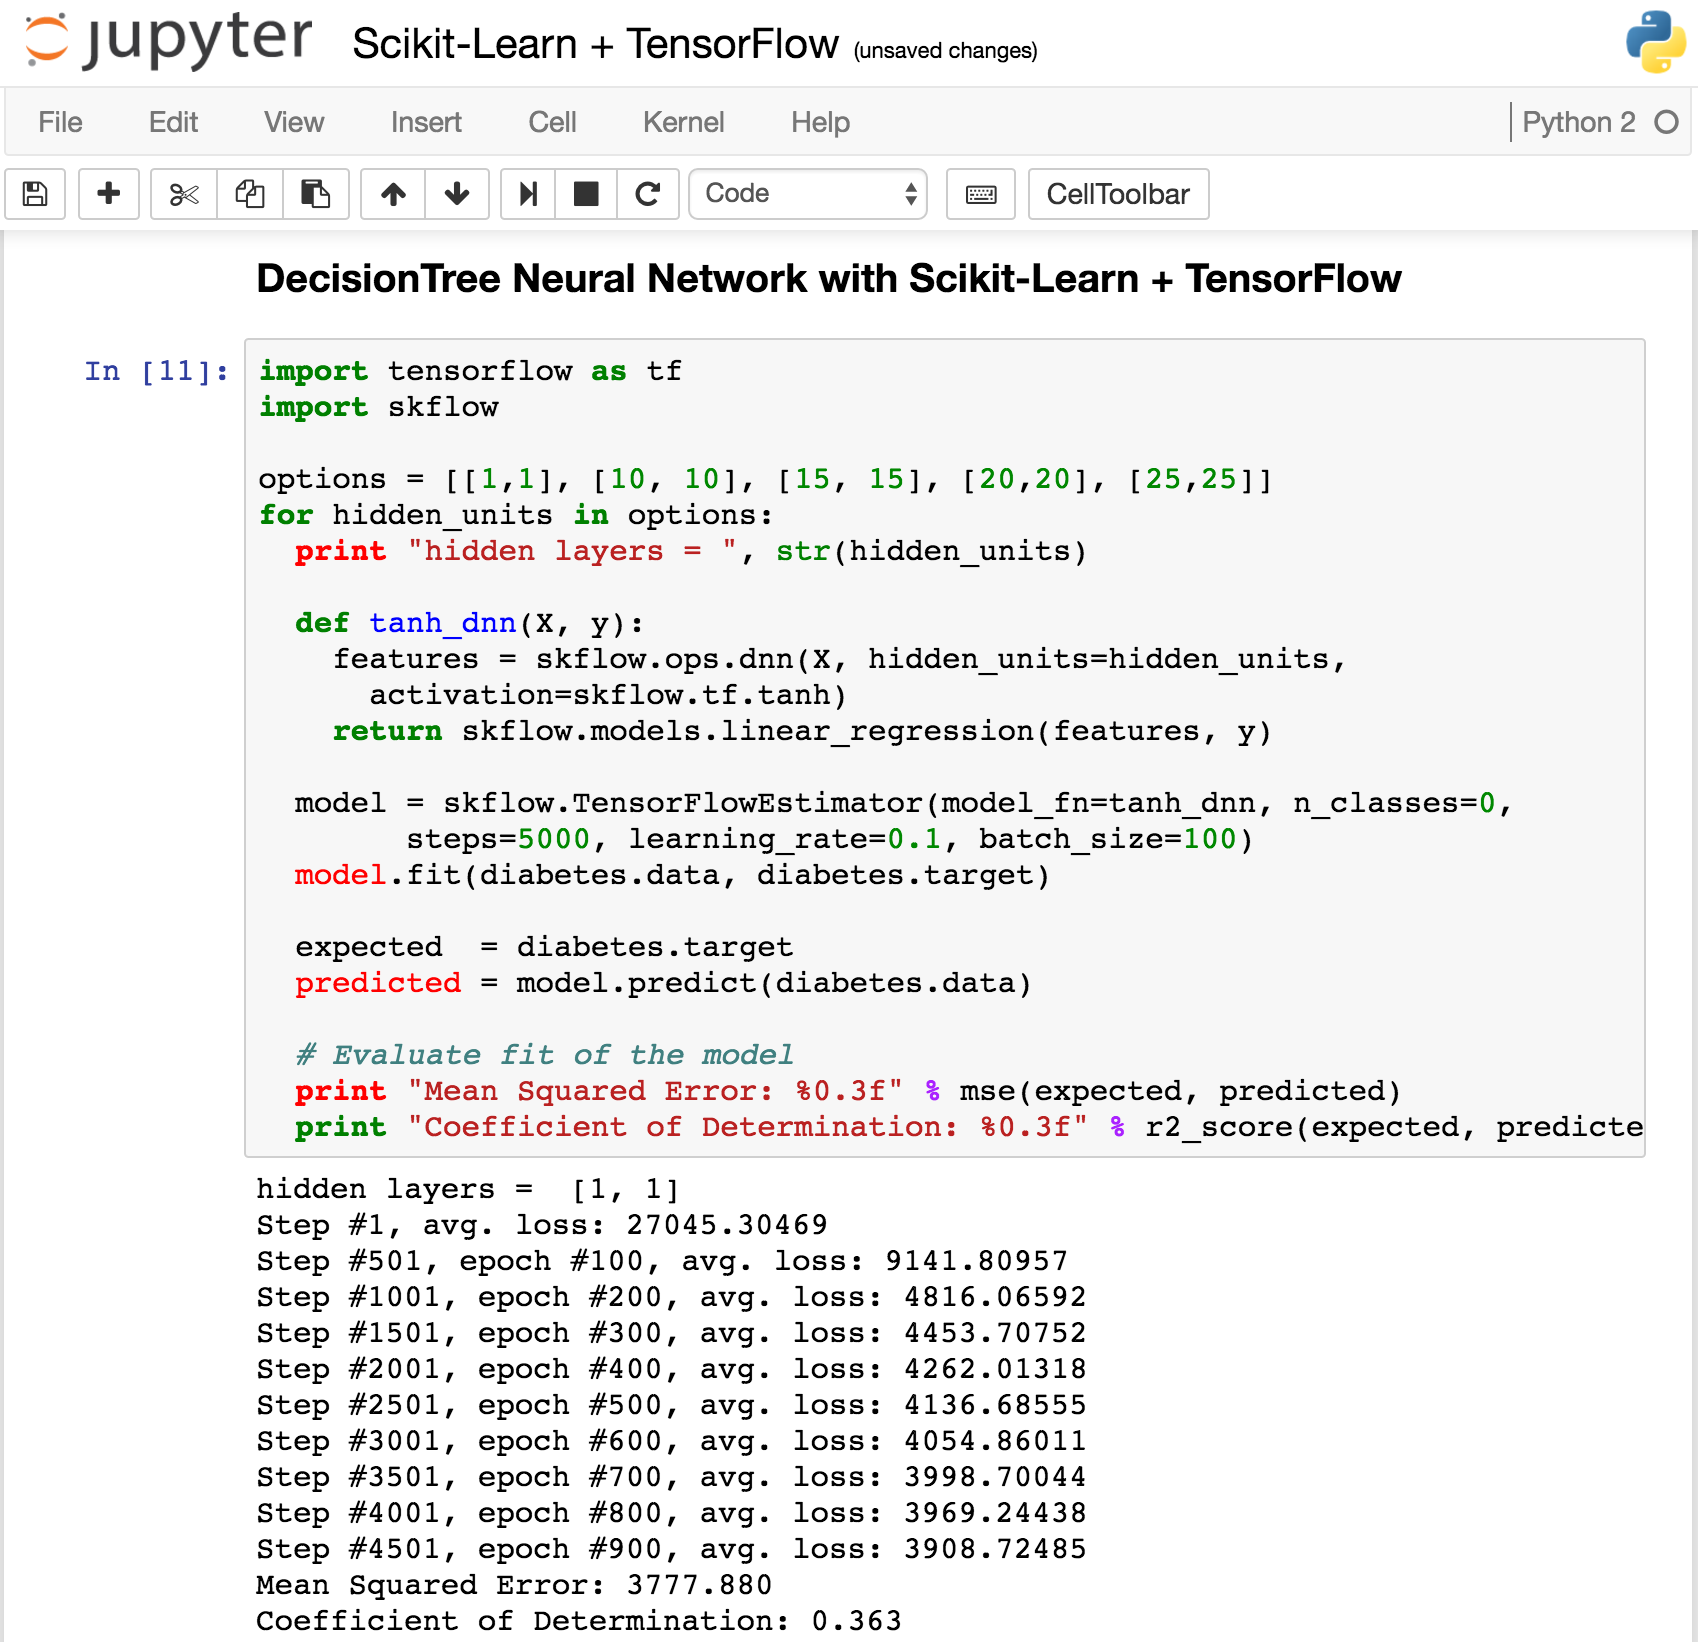 jupyter Scikit-Learn + TensorFlow (unsaved changes)
File Edit View Insert Cell Kernel Help Python 2
Code CellToolbar
DecisionTree Neural Network with Scikit-Learn + TensorFlow
In [11]: import tensorflow as tf
import skflow
options = [[1,1], [10, 10], [15, 15], [20,20], [25,25]]
for hidden_units in options:
  print "hidden layers = ", str(hidden_units)
  def tanh_dnn(X, y):
    features = skflow.ops.dnn(X, hidden_units=hidden_units,
      activation=skflow.tf.tanh)
    return skflow.models.linear_regression(features, y)
  model = skflow.TensorFlowEstimator(model_fn=tanh_dnn, n_classes=0,
        steps=5000, learning_rate=0.1, batch_size=100)
  model.fit(diabetes.data, diabetes.target)
  expected  = diabetes.target
  predicted = model.predict(diabetes.data)
  # Evaluate fit of the model
  print "Mean Squared Error: %0.3f" % mse(expected, predicted)
  print "Coefficient of Determination: %0.3f" % r2_score(expected, predicte
hidden layers =  [1, 1]
Step #1, avg. loss: 27045.30469
Step #501, epoch #100, avg. loss: 9141.80957
Step #1001, epoch #200, avg. loss: 4816.06592
Step #1501, epoch #300, avg. loss: 4453.70752
Step #2001, epoch #400, avg. loss: 4262.01318
Step #2501, epoch #500, avg. loss: 4136.68555
Step #3001, epoch #600, avg. loss: 4054.86011
Step #3501, epoch #700, avg. loss: 3998.70044
Step #4001, epoch #800, avg. loss: 3969.24438
Step #4501, epoch #900, avg. loss: 3908.72485
Mean Squared Error: 3777.880
Coefficient of Determination: 0.363